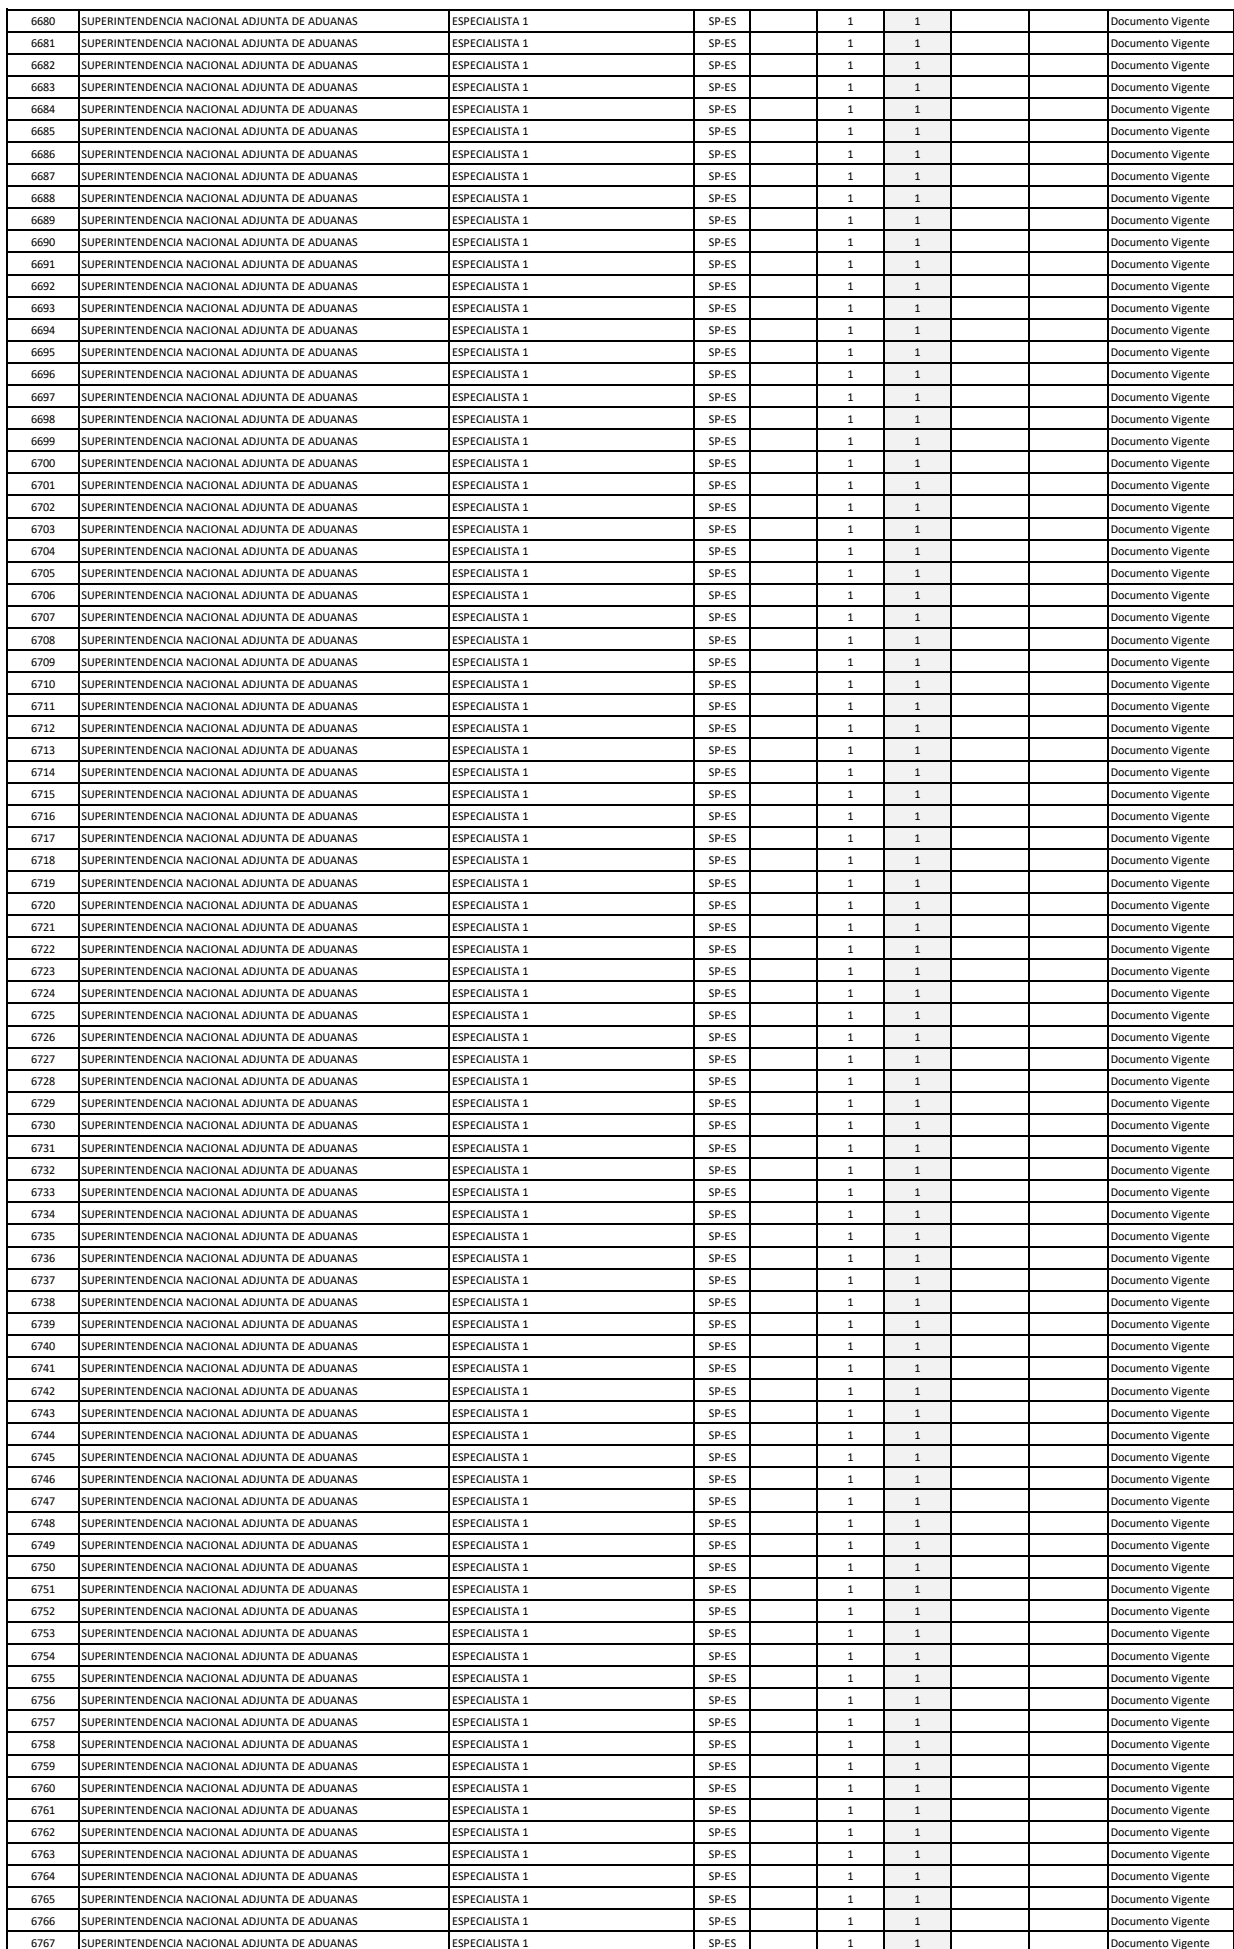 6680 SUPERINTENDENCIA NACIONAL ADJUNTA DE ADUANAS ESPECIALISTA 1 SP-ES 1 1 Documento Vigente
6681 SUPERINTENDENCIA NACIONAL ADJUNTA DE ADUANAS ESPECIALISTA 1 SP-ES 1 1 Documento Vigente
6682 SUPERINTENDENCIA NACIONAL ADJUNTA DE ADUANAS ESPECIALISTA 1 SP-ES 1 1 Documento Vigente
6683 SUPERINTENDENCIA NACIONAL ADJUNTA DE ADUANAS ESPECIALISTA 1 SP-ES 1 1 Documento Vigente
6684 SUPERINTENDENCIA NACIONAL ADJUNTA DE ADUANAS ESPECIALISTA 1 SP-ES 1 1 Documento Vigente
6685 SUPERINTENDENCIA NACIONAL ADJUNTA DE ADUANAS ESPECIALISTA 1 SP-ES 1 1 Documento Vigente
6686 SUPERINTENDENCIA NACIONAL ADJUNTA DE ADUANAS ESPECIALISTA 1 SP-ES 1 1 Documento Vigente
6687 SUPERINTENDENCIA NACIONAL ADJUNTA DE ADUANAS ESPECIALISTA 1 SP-ES 1 1 Documento Vigente
6688 SUPERINTENDENCIA NACIONAL ADJUNTA DE ADUANAS ESPECIALISTA 1 SP-ES 1 1 Documento Vigente
6689 SUPERINTENDENCIA NACIONAL ADJUNTA DE ADUANAS ESPECIALISTA 1 SP-ES 1 1 Documento Vigente
6690 SUPERINTENDENCIA NACIONAL ADJUNTA DE ADUANAS ESPECIALISTA 1 SP-ES 1 1 Documento Vigente
6691 SUPERINTENDENCIA NACIONAL ADJUNTA DE ADUANAS ESPECIALISTA 1 SP-ES 1 1 Documento Vigente
6692 SUPERINTENDENCIA NACIONAL ADJUNTA DE ADUANAS ESPECIALISTA 1 SP-ES 1 1 Documento Vigente
6693 SUPERINTENDENCIA NACIONAL ADJUNTA DE ADUANAS ESPECIALISTA 1 SP-ES 1 1 Documento Vigente
6694 SUPERINTENDENCIA NACIONAL ADJUNTA DE ADUANAS ESPECIALISTA 1 SP-ES 1 1 Documento Vigente
6695 SUPERINTENDENCIA NACIONAL ADJUNTA DE ADUANAS ESPECIALISTA 1 SP-ES 1 1 Documento Vigente
6696 SUPERINTENDENCIA NACIONAL ADJUNTA DE ADUANAS ESPECIALISTA 1 SP-ES 1 1 Documento Vigente
6697 SUPERINTENDENCIA NACIONAL ADJUNTA DE ADUANAS ESPECIALISTA 1 SP-ES 1 1 Documento Vigente
6698 SUPERINTENDENCIA NACIONAL ADJUNTA DE ADUANAS ESPECIALISTA 1 SP-ES 1 1 Documento Vigente
6699 SUPERINTENDENCIA NACIONAL ADJUNTA DE ADUANAS ESPECIALISTA 1 SP-ES 1 1 Documento Vigente
6700 SUPERINTENDENCIA NACIONAL ADJUNTA DE ADUANAS ESPECIALISTA 1 SP-ES 1 1 Documento Vigente
6701 SUPERINTENDENCIA NACIONAL ADJUNTA DE ADUANAS ESPECIALISTA 1 SP-ES 1 1 Documento Vigente
6702 SUPERINTENDENCIA NACIONAL ADJUNTA DE ADUANAS ESPECIALISTA 1 SP-ES 1 1 Documento Vigente
6703 SUPERINTENDENCIA NACIONAL ADJUNTA DE ADUANAS ESPECIALISTA 1 SP-ES 1 1 Documento Vigente
6704 SUPERINTENDENCIA NACIONAL ADJUNTA DE ADUANAS ESPECIALISTA 1 SP-ES 1 1 Documento Vigente
6705 SUPERINTENDENCIA NACIONAL ADJUNTA DE ADUANAS ESPECIALISTA 1 SP-ES 1 1 Documento Vigente
6706 SUPERINTENDENCIA NACIONAL ADJUNTA DE ADUANAS ESPECIALISTA 1 SP-ES 1 1 Documento Vigente
6707 SUPERINTENDENCIA NACIONAL ADJUNTA DE ADUANAS ESPECIALISTA 1 SP-ES 1 1 Documento Vigente
6708 SUPERINTENDENCIA NACIONAL ADJUNTA DE ADUANAS ESPECIALISTA 1 SP-ES 1 1 Documento Vigente
6709 SUPERINTENDENCIA NACIONAL ADJUNTA DE ADUANAS ESPECIALISTA 1 SP-ES 1 1 Documento Vigente
6710 SUPERINTENDENCIA NACIONAL ADJUNTA DE ADUANAS ESPECIALISTA 1 SP-ES 1 1 Documento Vigente
6711 SUPERINTENDENCIA NACIONAL ADJUNTA DE ADUANAS ESPECIALISTA 1 SP-ES 1 1 Documento Vigente
6712 SUPERINTENDENCIA NACIONAL ADJUNTA DE ADUANAS ESPECIALISTA 1 SP-ES 1 1 Documento Vigente
6713 SUPERINTENDENCIA NACIONAL ADJUNTA DE ADUANAS ESPECIALISTA 1 SP-ES 1 1 Documento Vigente
6714 SUPERINTENDENCIA NACIONAL ADJUNTA DE ADUANAS ESPECIALISTA 1 SP-ES 1 1 Documento Vigente
6715 SUPERINTENDENCIA NACIONAL ADJUNTA DE ADUANAS ESPECIALISTA 1 SP-ES 1 1 Documento Vigente
6716 SUPERINTENDENCIA NACIONAL ADJUNTA DE ADUANAS ESPECIALISTA 1 SP-ES 1 1 Documento Vigente
6717 SUPERINTENDENCIA NACIONAL ADJUNTA DE ADUANAS ESPECIALISTA 1 SP-ES 1 1 Documento Vigente
6718 SUPERINTENDENCIA NACIONAL ADJUNTA DE ADUANAS ESPECIALISTA 1 SP-ES 1 1 Documento Vigente
6719 SUPERINTENDENCIA NACIONAL ADJUNTA DE ADUANAS ESPECIALISTA 1 SP-ES 1 1 Documento Vigente
6720 SUPERINTENDENCIA NACIONAL ADJUNTA DE ADUANAS ESPECIALISTA 1 SP-ES 1 1 Documento Vigente
6721 SUPERINTENDENCIA NACIONAL ADJUNTA DE ADUANAS ESPECIALISTA 1 SP-ES 1 1 Documento Vigente
6722 SUPERINTENDENCIA NACIONAL ADJUNTA DE ADUANAS ESPECIALISTA 1 SP-ES 1 1 Documento Vigente
6723 SUPERINTENDENCIA NACIONAL ADJUNTA DE ADUANAS ESPECIALISTA 1 SP-ES 1 1 Documento Vigente
6724 SUPERINTENDENCIA NACIONAL ADJUNTA DE ADUANAS ESPECIALISTA 1 SP-ES 1 1 Documento Vigente
6725 SUPERINTENDENCIA NACIONAL ADJUNTA DE ADUANAS ESPECIALISTA 1 SP-ES 1 1 Documento Vigente
6726 SUPERINTENDENCIA NACIONAL ADJUNTA DE ADUANAS ESPECIALISTA 1 SP-ES 1 1 Documento Vigente
6727 SUPERINTENDENCIA NACIONAL ADJUNTA DE ADUANAS ESPECIALISTA 1 SP-ES 1 1 Documento Vigente
6728 SUPERINTENDENCIA NACIONAL ADJUNTA DE ADUANAS ESPECIALISTA 1 SP-ES 1 1 Documento Vigente
6729 SUPERINTENDENCIA NACIONAL ADJUNTA DE ADUANAS ESPECIALISTA 1 SP-ES 1 1 Documento Vigente
6730 SUPERINTENDENCIA NACIONAL ADJUNTA DE ADUANAS ESPECIALISTA 1 SP-ES 1 1 Documento Vigente
6731 SUPERINTENDENCIA NACIONAL ADJUNTA DE ADUANAS ESPECIALISTA 1 SP-ES 1 1 Documento Vigente
6732 SUPERINTENDENCIA NACIONAL ADJUNTA DE ADUANAS ESPECIALISTA 1 SP-ES 1 1 Documento Vigente
6733 SUPERINTENDENCIA NACIONAL ADJUNTA DE ADUANAS ESPECIALISTA 1 SP-ES 1 1 Documento Vigente
6734 SUPERINTENDENCIA NACIONAL ADJUNTA DE ADUANAS ESPECIALISTA 1 SP-ES 1 1 Documento Vigente
6735 SUPERINTENDENCIA NACIONAL ADJUNTA DE ADUANAS ESPECIALISTA 1 SP-ES 1 1 Documento Vigente
6736 SUPERINTENDENCIA NACIONAL ADJUNTA DE ADUANAS ESPECIALISTA 1 SP-ES 1 1 Documento Vigente
6737 SUPERINTENDENCIA NACIONAL ADJUNTA DE ADUANAS ESPECIALISTA 1 SP-ES 1 1 Documento Vigente
6738 SUPERINTENDENCIA NACIONAL ADJUNTA DE ADUANAS ESPECIALISTA 1 SP-ES 1 1 Documento Vigente
6739 SUPERINTENDENCIA NACIONAL ADJUNTA DE ADUANAS ESPECIALISTA 1 SP-ES 1 1 Documento Vigente
6740 SUPERINTENDENCIA NACIONAL ADJUNTA DE ADUANAS ESPECIALISTA 1 SP-ES 1 1 Documento Vigente
6741 SUPERINTENDENCIA NACIONAL ADJUNTA DE ADUANAS ESPECIALISTA 1 SP-ES 1 1 Documento Vigente
6742 SUPERINTENDENCIA NACIONAL ADJUNTA DE ADUANAS ESPECIALISTA 1 SP-ES 1 1 Documento Vigente
6743 SUPERINTENDENCIA NACIONAL ADJUNTA DE ADUANAS ESPECIALISTA 1 SP-ES 1 1 Documento Vigente
6744 SUPERINTENDENCIA NACIONAL ADJUNTA DE ADUANAS ESPECIALISTA 1 SP-ES 1 1 Documento Vigente
6745 SUPERINTENDENCIA NACIONAL ADJUNTA DE ADUANAS ESPECIALISTA 1 SP-ES 1 1 Documento Vigente
6746 SUPERINTENDENCIA NACIONAL ADJUNTA DE ADUANAS ESPECIALISTA 1 SP-ES 1 1 Documento Vigente
6747 SUPERINTENDENCIA NACIONAL ADJUNTA DE ADUANAS ESPECIALISTA 1 SP-ES 1 1 Documento Vigente
6748 SUPERINTENDENCIA NACIONAL ADJUNTA DE ADUANAS ESPECIALISTA 1 SP-ES 1 1 Documento Vigente
6749 SUPERINTENDENCIA NACIONAL ADJUNTA DE ADUANAS ESPECIALISTA 1 SP-ES 1 1 Documento Vigente
6750 SUPERINTENDENCIA NACIONAL ADJUNTA DE ADUANAS ESPECIALISTA 1 SP-ES 1 1 Documento Vigente
6751 SUPERINTENDENCIA NACIONAL ADJUNTA DE ADUANAS ESPECIALISTA 1 SP-ES 1 1 Documento Vigente
6752 SUPERINTENDENCIA NACIONAL ADJUNTA DE ADUANAS ESPECIALISTA 1 SP-ES 1 1 Documento Vigente
6753 SUPERINTENDENCIA NACIONAL ADJUNTA DE ADUANAS ESPECIALISTA 1 SP-ES 1 1 Documento Vigente
6754 SUPERINTENDENCIA NACIONAL ADJUNTA DE ADUANAS ESPECIALISTA 1 SP-ES 1 1 Documento Vigente
6755 SUPERINTENDENCIA NACIONAL ADJUNTA DE ADUANAS ESPECIALISTA 1 SP-ES 1 1 Documento Vigente
6756 SUPERINTENDENCIA NACIONAL ADJUNTA DE ADUANAS ESPECIALISTA 1 SP-ES 1 1 Documento Vigente
6757 SUPERINTENDENCIA NACIONAL ADJUNTA DE ADUANAS ESPECIALISTA 1 SP-ES 1 1 Documento Vigente
6758 SUPERINTENDENCIA NACIONAL ADJUNTA DE ADUANAS ESPECIALISTA 1 SP-ES 1 1 Documento Vigente
6759 SUPERINTENDENCIA NACIONAL ADJUNTA DE ADUANAS ESPECIALISTA 1 SP-ES 1 1 Documento Vigente
6760 SUPERINTENDENCIA NACIONAL ADJUNTA DE ADUANAS ESPECIALISTA 1 SP-ES 1 1 Documento Vigente
6761 SUPERINTENDENCIA NACIONAL ADJUNTA DE ADUANAS ESPECIALISTA 1 SP-ES 1 1 Documento Vigente
6762 SUPERINTENDENCIA NACIONAL ADJUNTA DE ADUANAS ESPECIALISTA 1 SP-ES 1 1 Documento Vigente
6763 SUPERINTENDENCIA NACIONAL ADJUNTA DE ADUANAS ESPECIALISTA 1 SP-ES 1 1 Documento Vigente
6764 SUPERINTENDENCIA NACIONAL ADJUNTA DE ADUANAS ESPECIALISTA 1 SP-ES 1 1 Documento Vigente
6765 SUPERINTENDENCIA NACIONAL ADJUNTA DE ADUANAS ESPECIALISTA 1 SP-ES 1 1 Documento Vigente
6766 SUPERINTENDENCIA NACIONAL ADJUNTA DE ADUANAS ESPECIALISTA 1 SP-ES 1 1 Documento Vigente
6767 SUPERINTENDENCIA NACIONAL ADJUNTA DE ADUANAS ESPECIALISTA 1 SP-ES 1 1 Documento Vigente